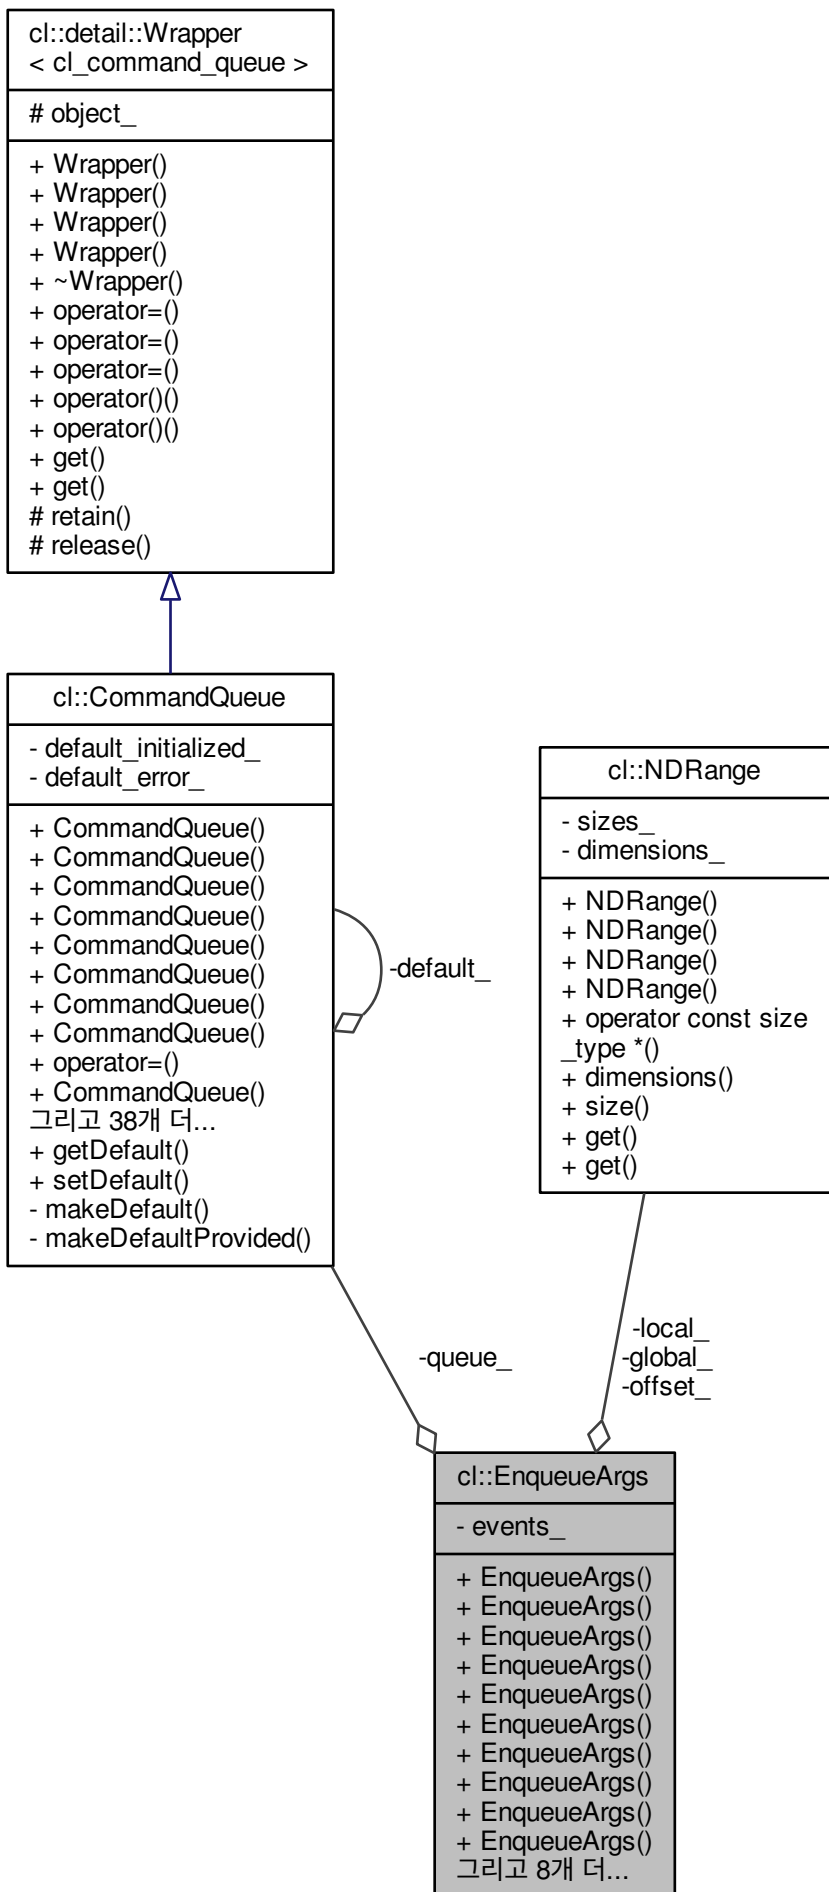 cl::detail::Wrapper
< cl_command_queue >
# object_
+ Wrapper()
+ Wrapper()
+ Wrapper()
+ Wrapper()
+ ~Wrapper()
+ operator=()
+ operator=()
+ operator=()
+ operator()()
+ operator()()
+ get()
+ get()
# retain()
# release()
cl::CommandQueue
- default_initialized_
- default_error_
+ CommandQueue()
+ CommandQueue()
+ CommandQueue()
+ CommandQueue()
+ CommandQueue()
+ CommandQueue()
+ CommandQueue()
+ CommandQueue()
+ operator=()
+ CommandQueue()
그리고 38개 더...
+ getDefault()
+ setDefault()
- makeDefault()
- makeDefaultProvided()
-default_
cl::NDRange
- sizes_
- dimensions_
+ NDRange()
+ NDRange()
+ NDRange()
+ NDRange()
+ operator const size
_type *()
+ dimensions()
+ size()
+ get()
+ get()
-queue_
-local_
-global_
-offset_
cl::EnqueueArgs
- events_
+ EnqueueArgs()
+ EnqueueArgs()
+ EnqueueArgs()
+ EnqueueArgs()
+ EnqueueArgs()
+ EnqueueArgs()
+ EnqueueArgs()
+ EnqueueArgs()
+ EnqueueArgs()
+ EnqueueArgs()
그리고 8개 더...